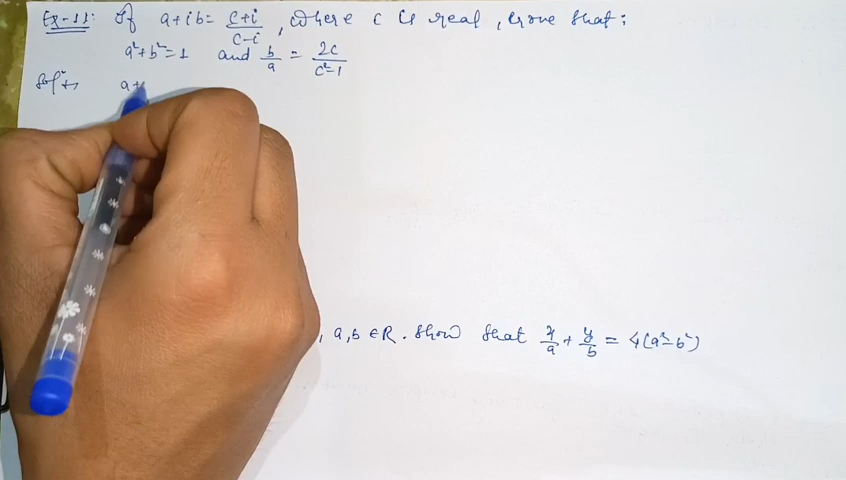 Ex-11: If a+ib = c+i/c-i, where c is real, prove that:
a²+b²=1 and b/a = 2c/c²-1
Solⁿ→ a+
, a,b ∈ R. Show that x/a + y/b = 4(a²-b²)